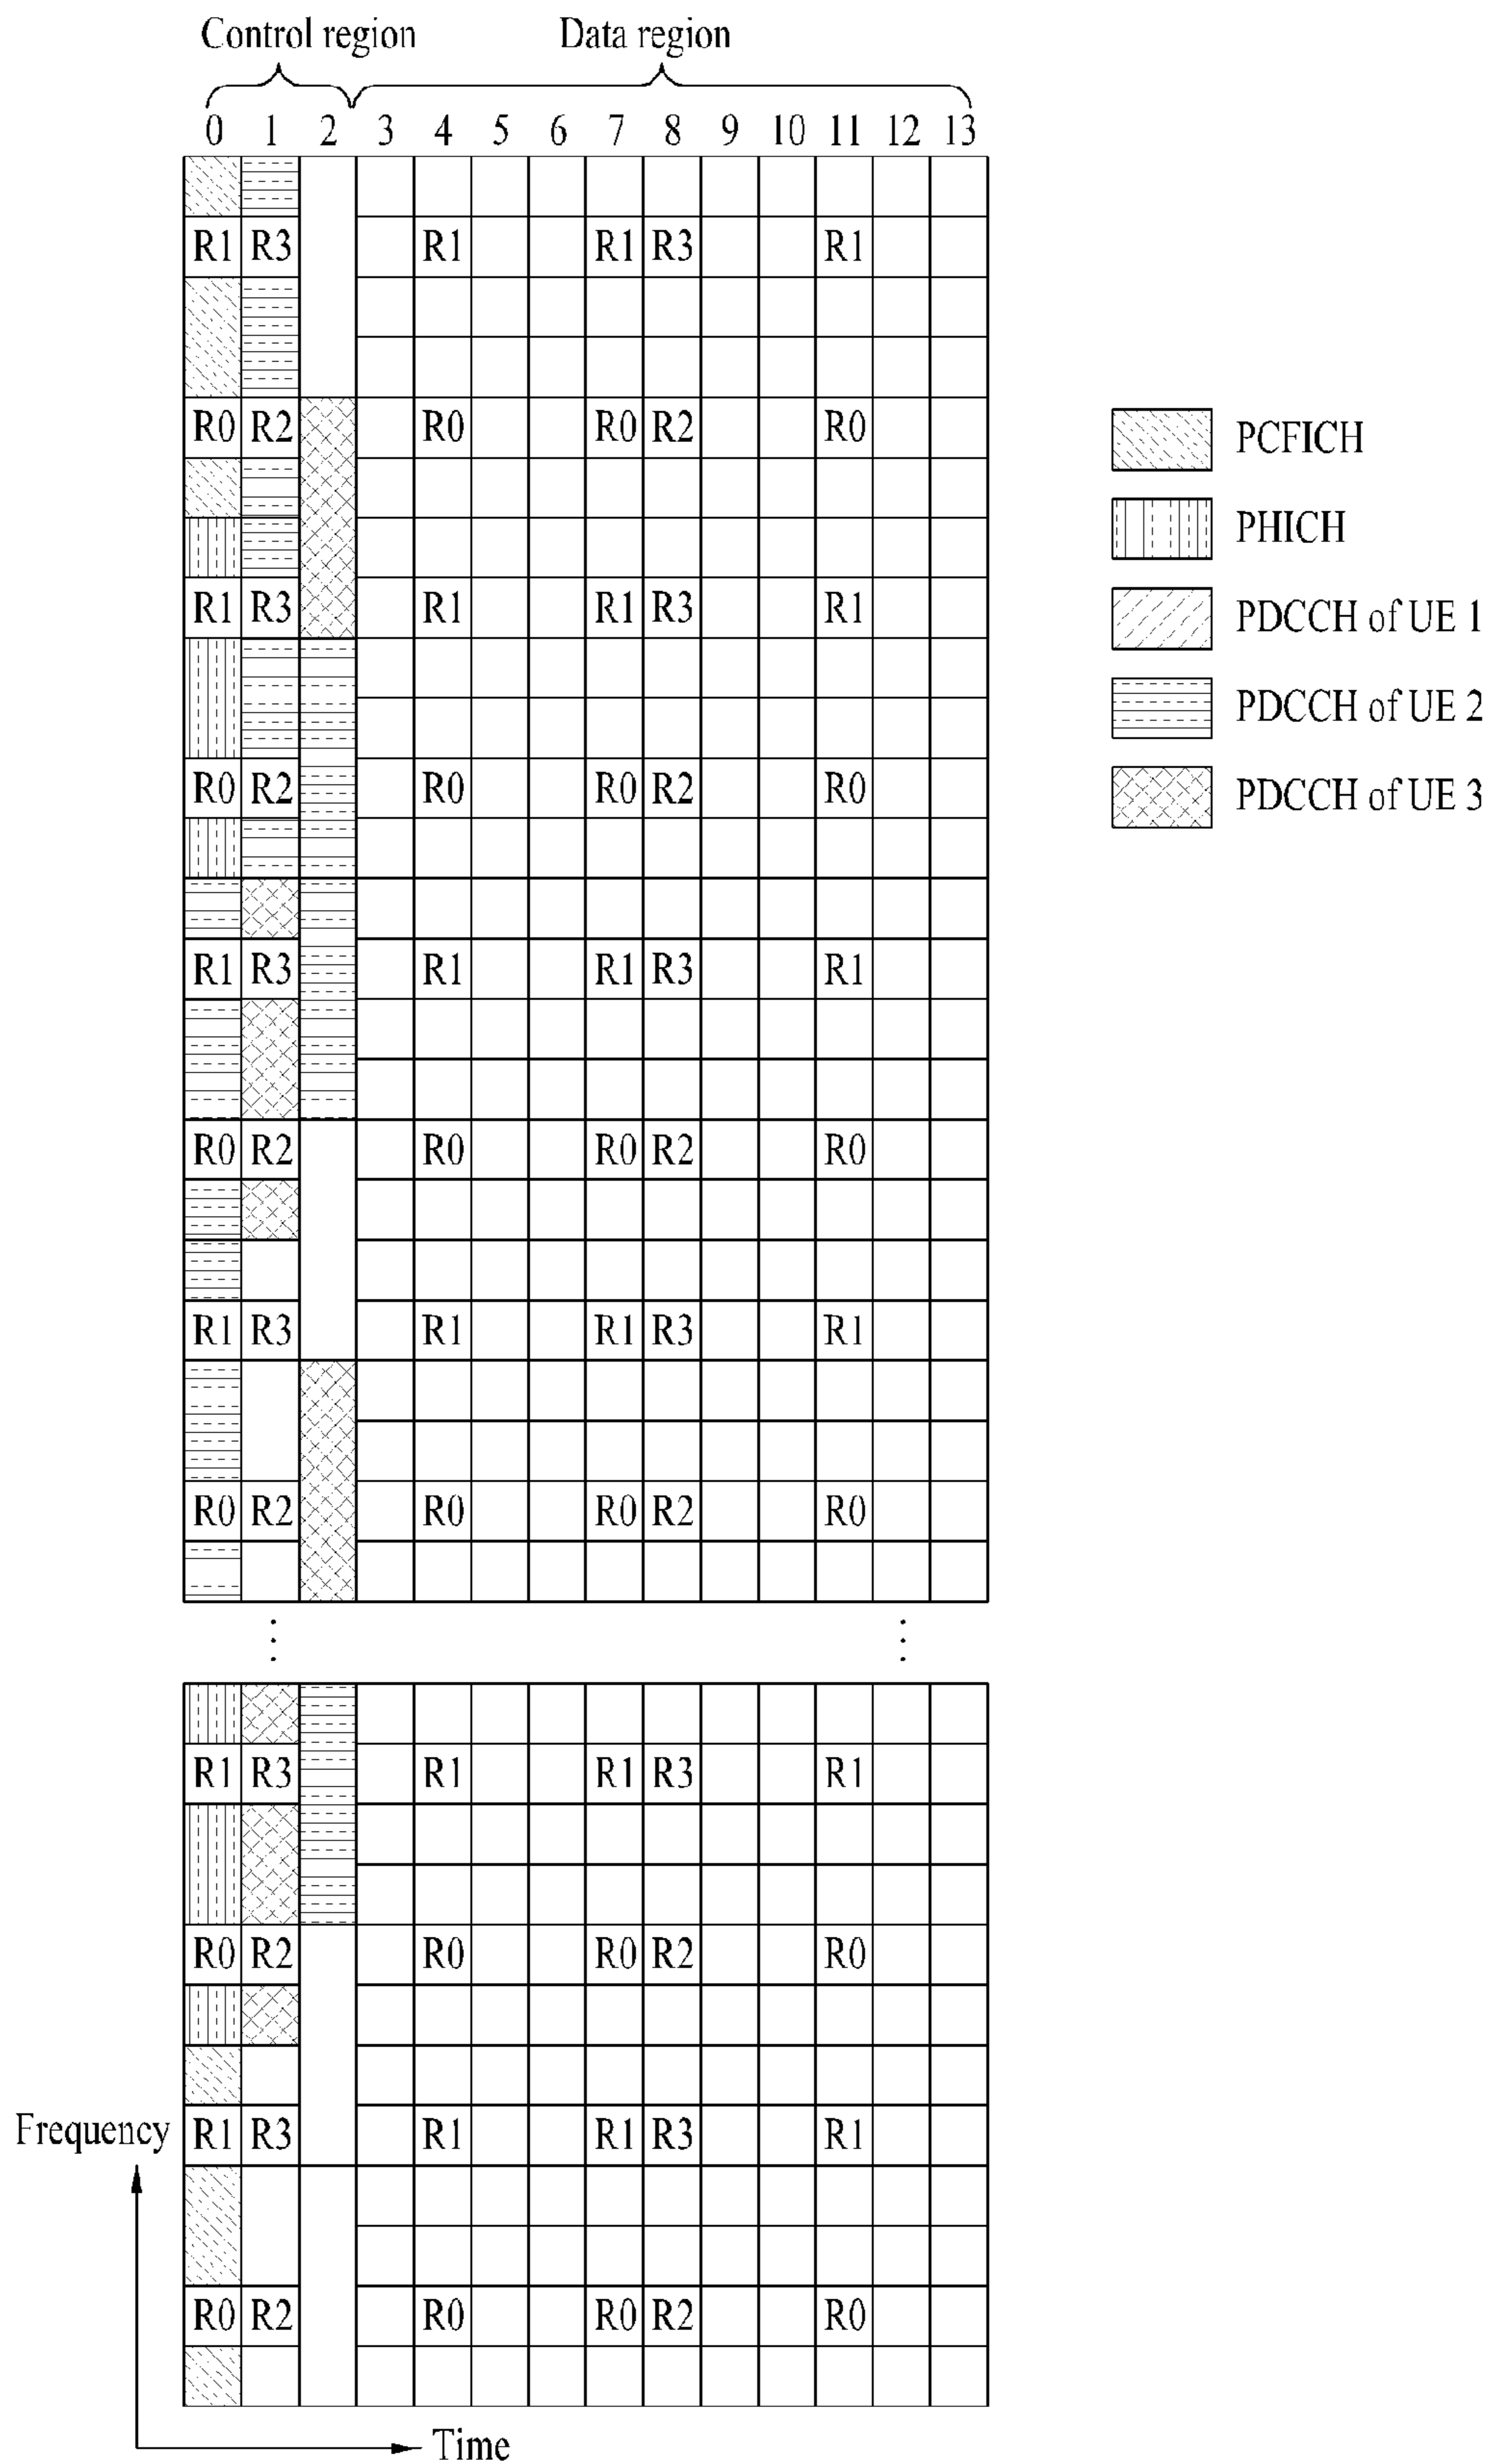 Control region Data region
0 1 2 3 4 5 6 7 8 9 10 11 12 13
R1 R3 R1 R1 R3 R1
R0 R2 R0 R0 R2 R0
PCFICH
PHICH
R1 R3 R1 R1 R3 R1
PDCCH of UE 1
PDCCH of UE 2
R0 R2 R0 R0 R2 R0
PDCCH of UE 3
R1 R3 R1 R1 R3 R1
R0 R2 R0 R0 R2 R0
R1 R3 R1 R1 R3 R1
R0 R2 R0 R0 R2 R0
R1 R3 R1 R1 R3 R1
R0 R2 R0 R0 R2 R0
Frequency R1 R3 R1 R1 R3 R1
R0 R2 R0 R0 R2 R0
Time